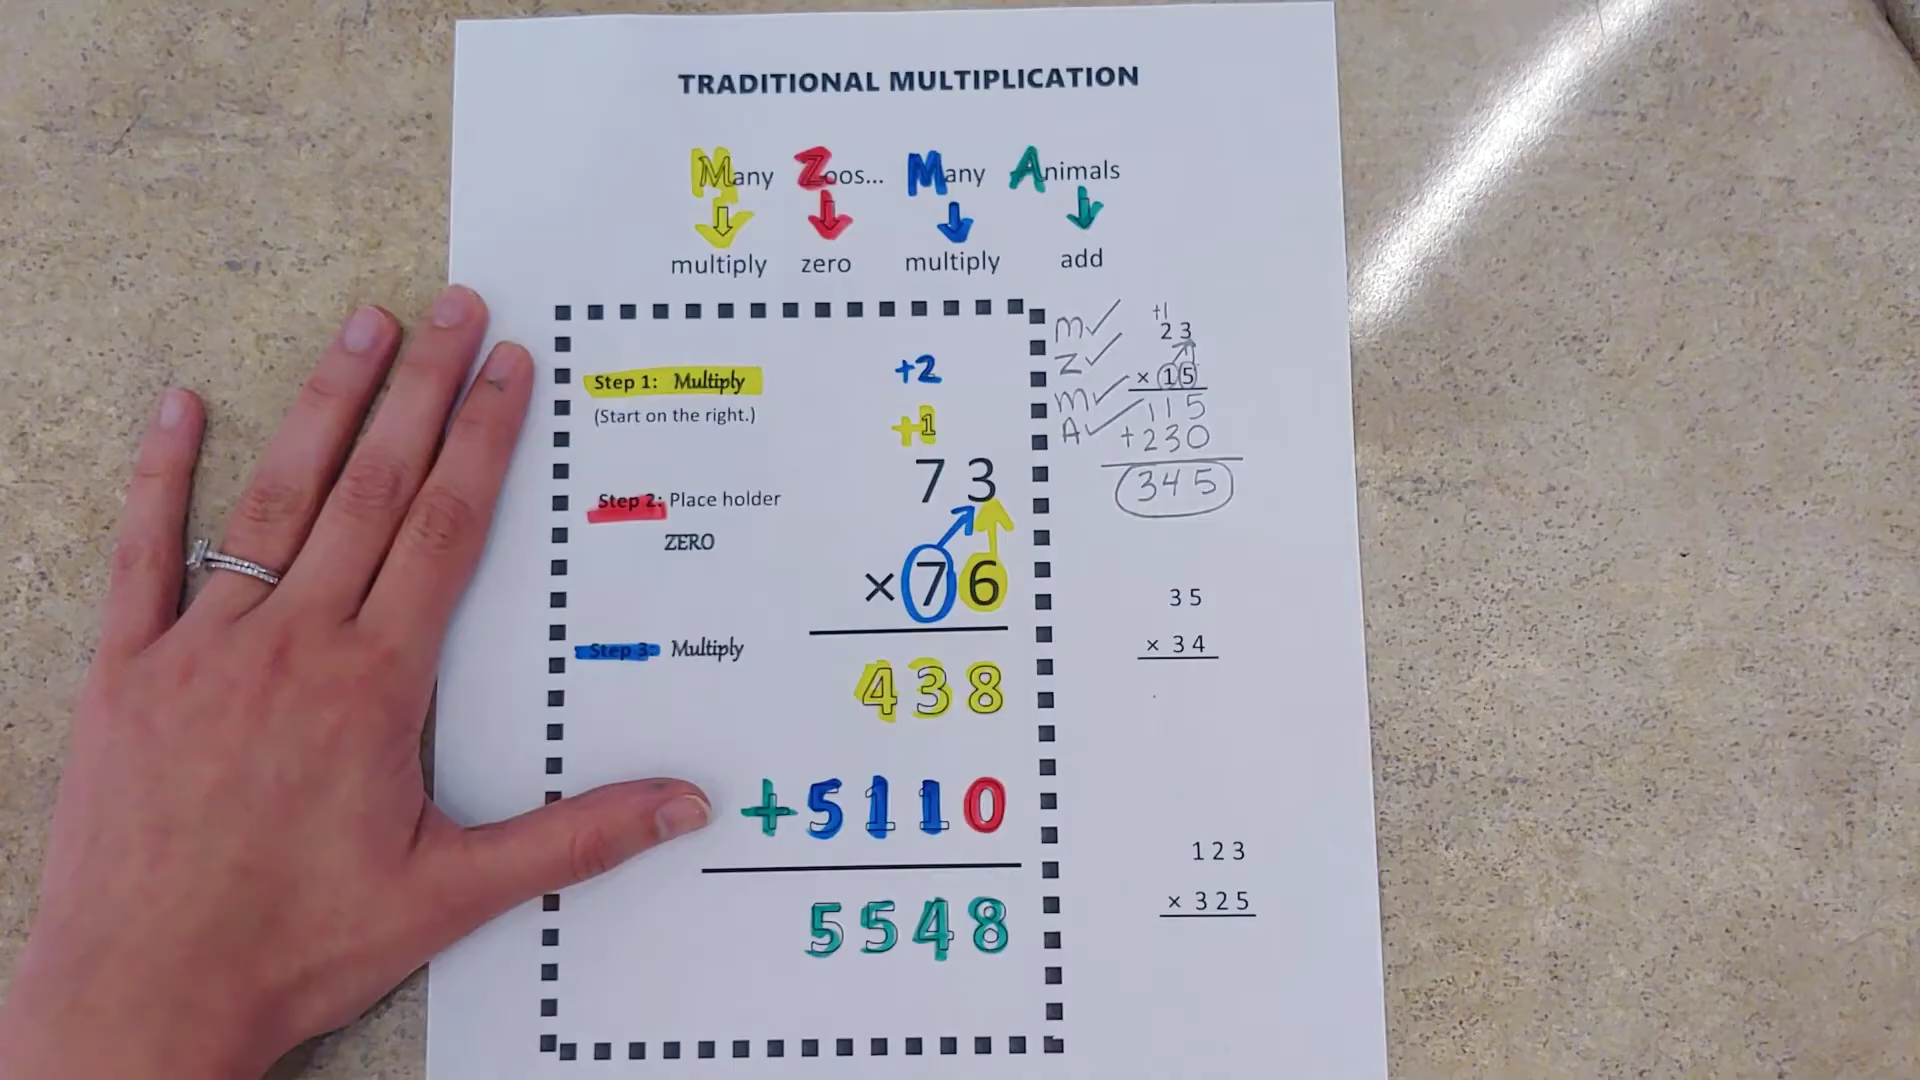 TRADITIONAL MULTIPLICATION
Many Zoos... Many Animals
multiply zero multiply add
Step 1: Multiply
(Start on the right.)
Step 2: Place holder
ZERO
Step 3: Multiply
+2
+1
73
×76
438
+5110
5548
M✓
Z✓
M✓
A✓
+1
23
×15
115
+230
345
35
×34
123
×325